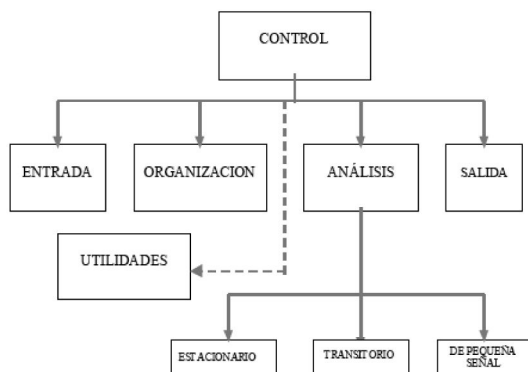 CONTROL
ENTRADA
ORGANIZACION
ANÁLISIS
SALIDA
UTILIDADES
ESTACIONARIO
TRANSITORIO
DE PEQUEÑA
SEÑAL